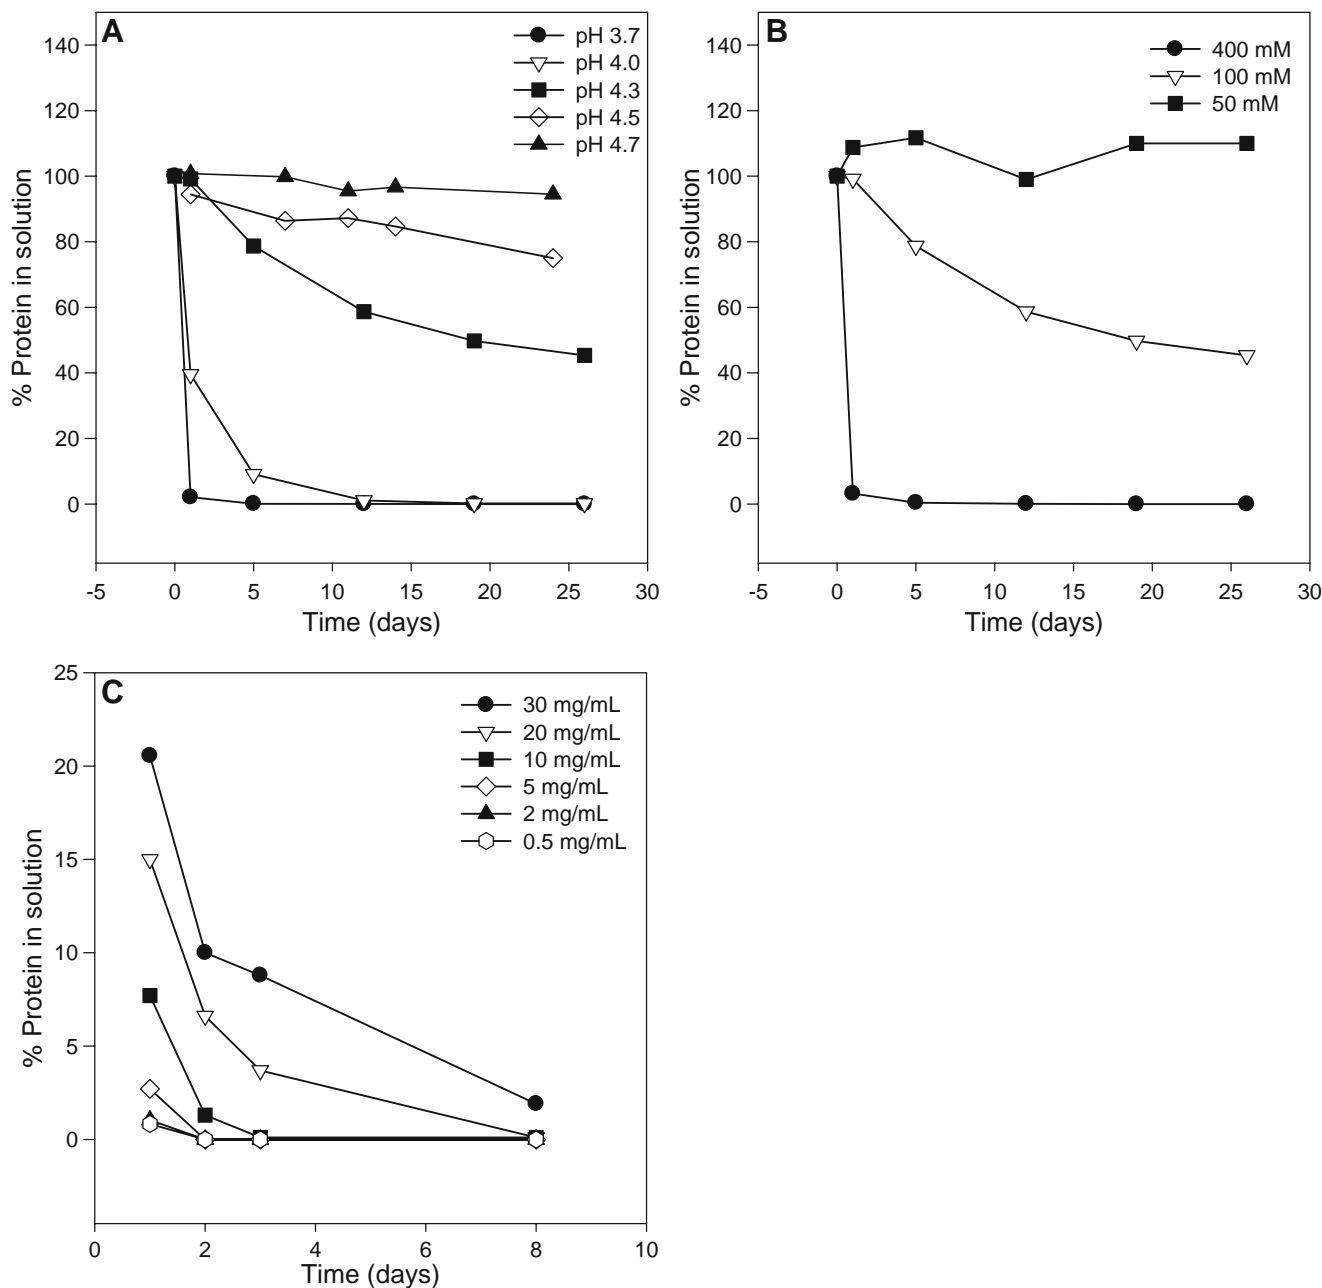 A
pH 3.7
pH 4.0
pH 4.3
pH 4.5
pH 4.7
140
120
100
80
60
40
20
0
% Protein in solution
-5 0 5 10 15 20 25 30
Time (days)
B
400 mM
100 mM
50 mM
140
120
100
80
60
40
20
0
% Protein in solution
-5 0 5 10 15 20 25 30
Time (days)
C
30 mg/mL
20 mg/mL
10 mg/mL
5 mg/mL
2 mg/mL
0.5 mg/mL
25
20
15
10
5
0
% Protein in solution
0 2 4 6 8 10
Time (days)